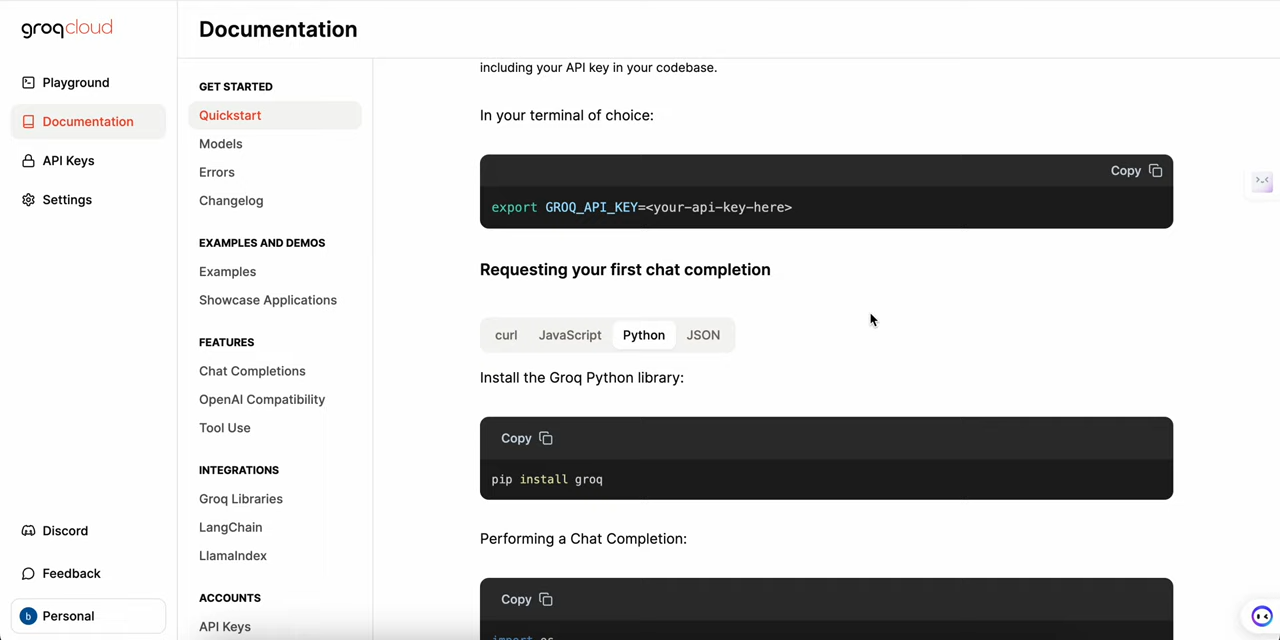 groqcloud
Playground
Documentation
API Keys
Settings
Discord
Feedback
b Personal
Documentation
GET STARTED
Quickstart
Models
Errors
Changelog
EXAMPLES AND DEMOS
Examples
Showcase Applications
FEATURES
Chat Completions
OpenAI Compatibility
Tool Use
INTEGRATIONS
Groq Libraries
LangChain
LlamaIndex
ACCOUNTS
API Keys
including your API key in your codebase.
In your terminal of choice:
Copy
export GROQ_API_KEY=<your-api-key-here>
Requesting your first chat completion
curl JavaScript Python JSON
Install the Groq Python library:
Copy
pip install groq
Performing a Chat Completion:
Copy
import os